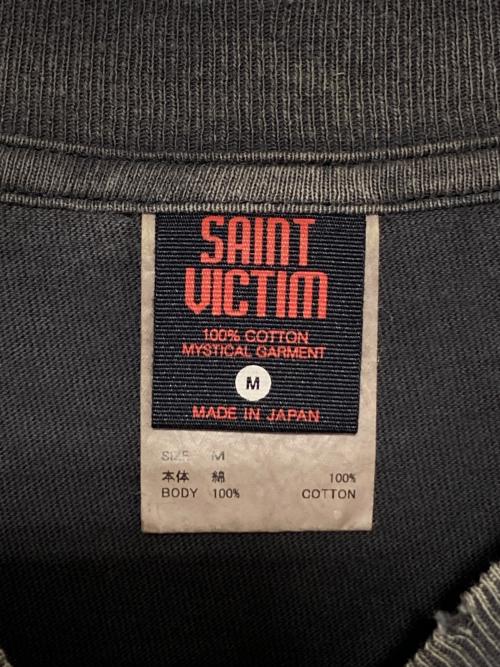 SAINT
VICTIM
100% COTTON
MYSTICAL GARMENT
M
MADE IN JAPAN
SIZE M
本体 綿 100%
BODY 100% COTTON